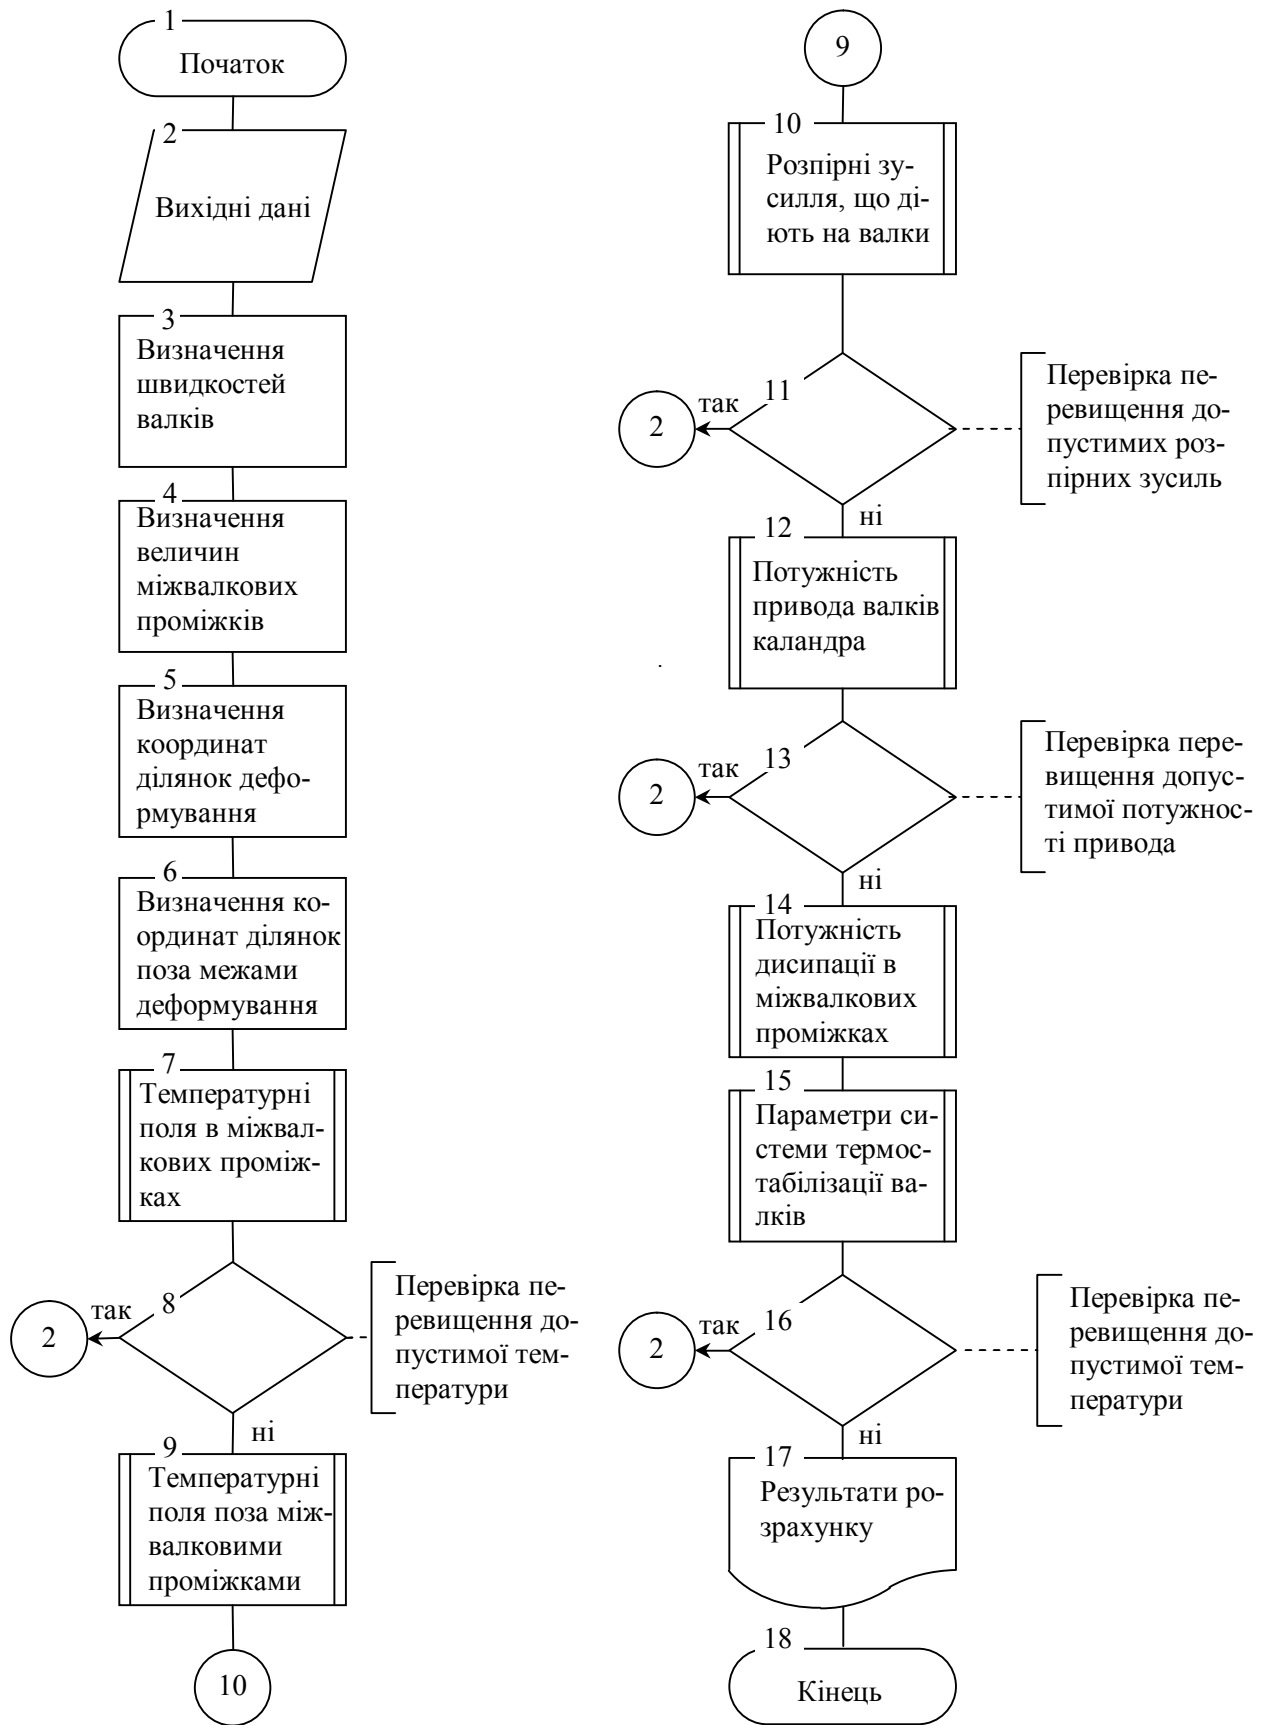 1
Початок
2
Вихідні дані
3
Визначення
швидкостей
валків
4
Визначення
величин
міжвалкових
проміжків
5
Визначення
координат
ділянок дефо-
рмування
6
Визначення ко-
ординат ділянок
поза межами
деформування
7
Температурні
поля в міжвал-
кових проміж-
ках
8
так
2
Перевірка пе-
ревищення до-
пустимої тем-
ператури
ні
9
Температурні
поля поза між-
валковими
проміжками
10
9
10
Розпірні зу-
силля, що ді-
ють на валки
11
так
2
Перевірка пе-
ревищення до-
пустимих роз-
пірних зусиль
ні
12
Потужність
привода валків
каландра
13
так
2
Перевірка пере-
вищення допус-
тимої потужнос-
ті привода
ні
14
Потужність
дисипації в
міжвалкових
проміжках
15
Параметри си-
стеми термос-
табілізації ва-
лків
16
так
2
Перевірка пе-
ревищення до-
пустимої тем-
ператури
ні
17
Результати ро-
зрахунку
18
Кінець